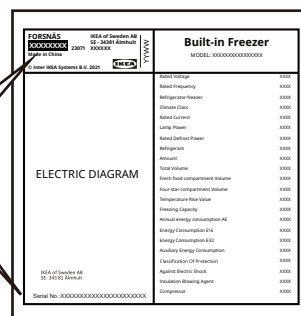 FORSNÄS
IKEA of Sweden AB
XXXXXXXX 23071
SE - 34381 Älmhult
XXXXXX
Made in China
© Inter IKEA Systems B.V. 2021
IKEA
YYWW
Built-in Freezer
MODEL: XXXXXXXXXXXXXXX
ELECTRIC DIAGRAM
IKEA of Sweden AB
SE- 343 81 Älmhult
Serial No.:XXXXXXXXXXXXXXXXXXXXXX
Rated Voltage XXXX
Rated Frequency XXXX
Refrigerator-freezer XXXX
Climate Class XXXX
Rated Current XXXX
Lamp Power XXXX
Rated Defrost Power XXXX
Refrigerant XXXX
Amount XXXX
Total Volume XXXX
Fresh food compartment Volume XXXX
Four-star compartment Volume XXXX
Temperature Rise Value XXXX
Freezing Capacity XXXX
Annual energy consumption AE XXXX
Energy Consumption E16 XXXX
Energy Consumption E32 XXXX
Auxiliary Energy Consumption XXXX
Classification Of Protection XXXX
Against Electric Shock XXXX
Insulation Blowing Agent XXXX
Compressor XXXX